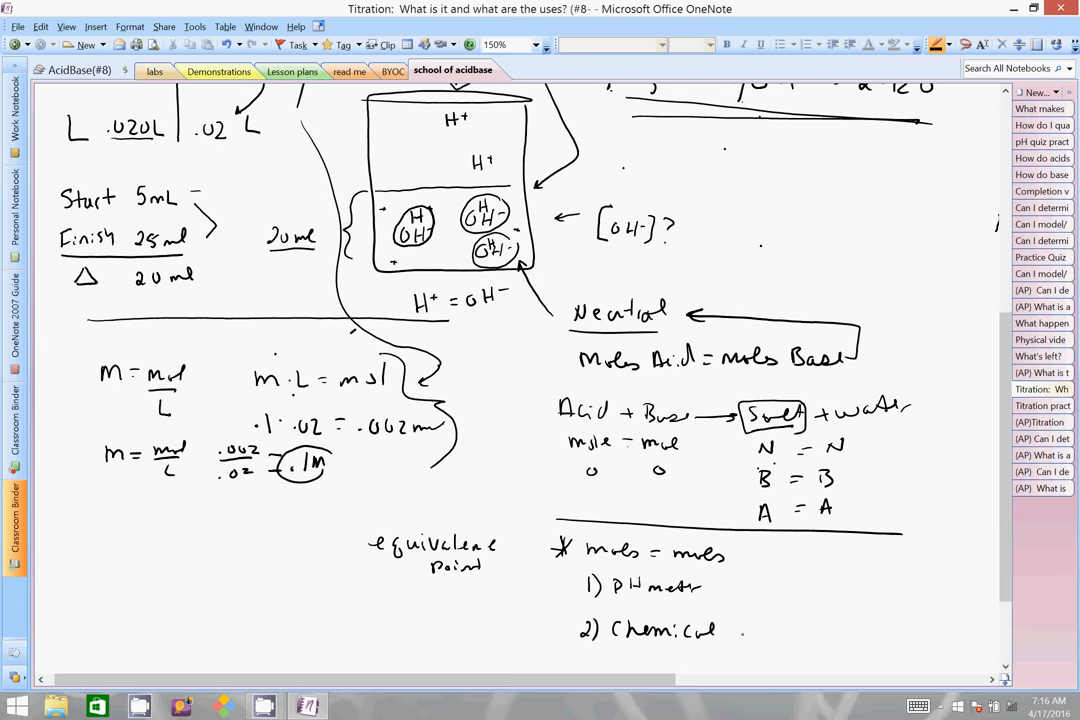 Titration: What is it and what are the uses? (#8- - Microsoft Office OneNote
File Edit View Insert Format Share Tools Table Window Help
New Task Tag Clip 150%
AcidBase(#8) labs Demonstrations Lesson plans read me BYOC school of acidbase Search All Notebooks
Work Notebook
Personal Notebook
OneNote 2007 Guide
Classroom Binder
Classroom Binder
New...
What makes
How do I qua
pH quiz pract
How do acids
How do base
Completion v
Can I determi
Can I model/
Can I determi
Practice Quiz
Can I model/
(AP) Can I de
(AP) What is a
What happen
Physical vide
What's left?
(AP) What is t
Titration: Wh
Titration pract
(AP)Titration
(AP) Can I det
(AP) What is a
(AP) Can I de
(AP) What is
L .020L .02 L
H+
H+
Start 5mL
Finish 25ml
Δ 20ml
20ml
H OH-
H OH-
H OH-
[OH-]?
H+ = OH-
Neutral
Moles Acid = Moles Base
M = mol / L
M.L = mol
.1 . .02 = .002 m
M = mol / L .002 / .02 = .1M
Acid + Base → Salt + water
mole = mol
0 0
N = N
B = B
A = A
equivalence
point
* mols = mols
1) PH meter
2) Chemical
7:16 AM
4/17/2016